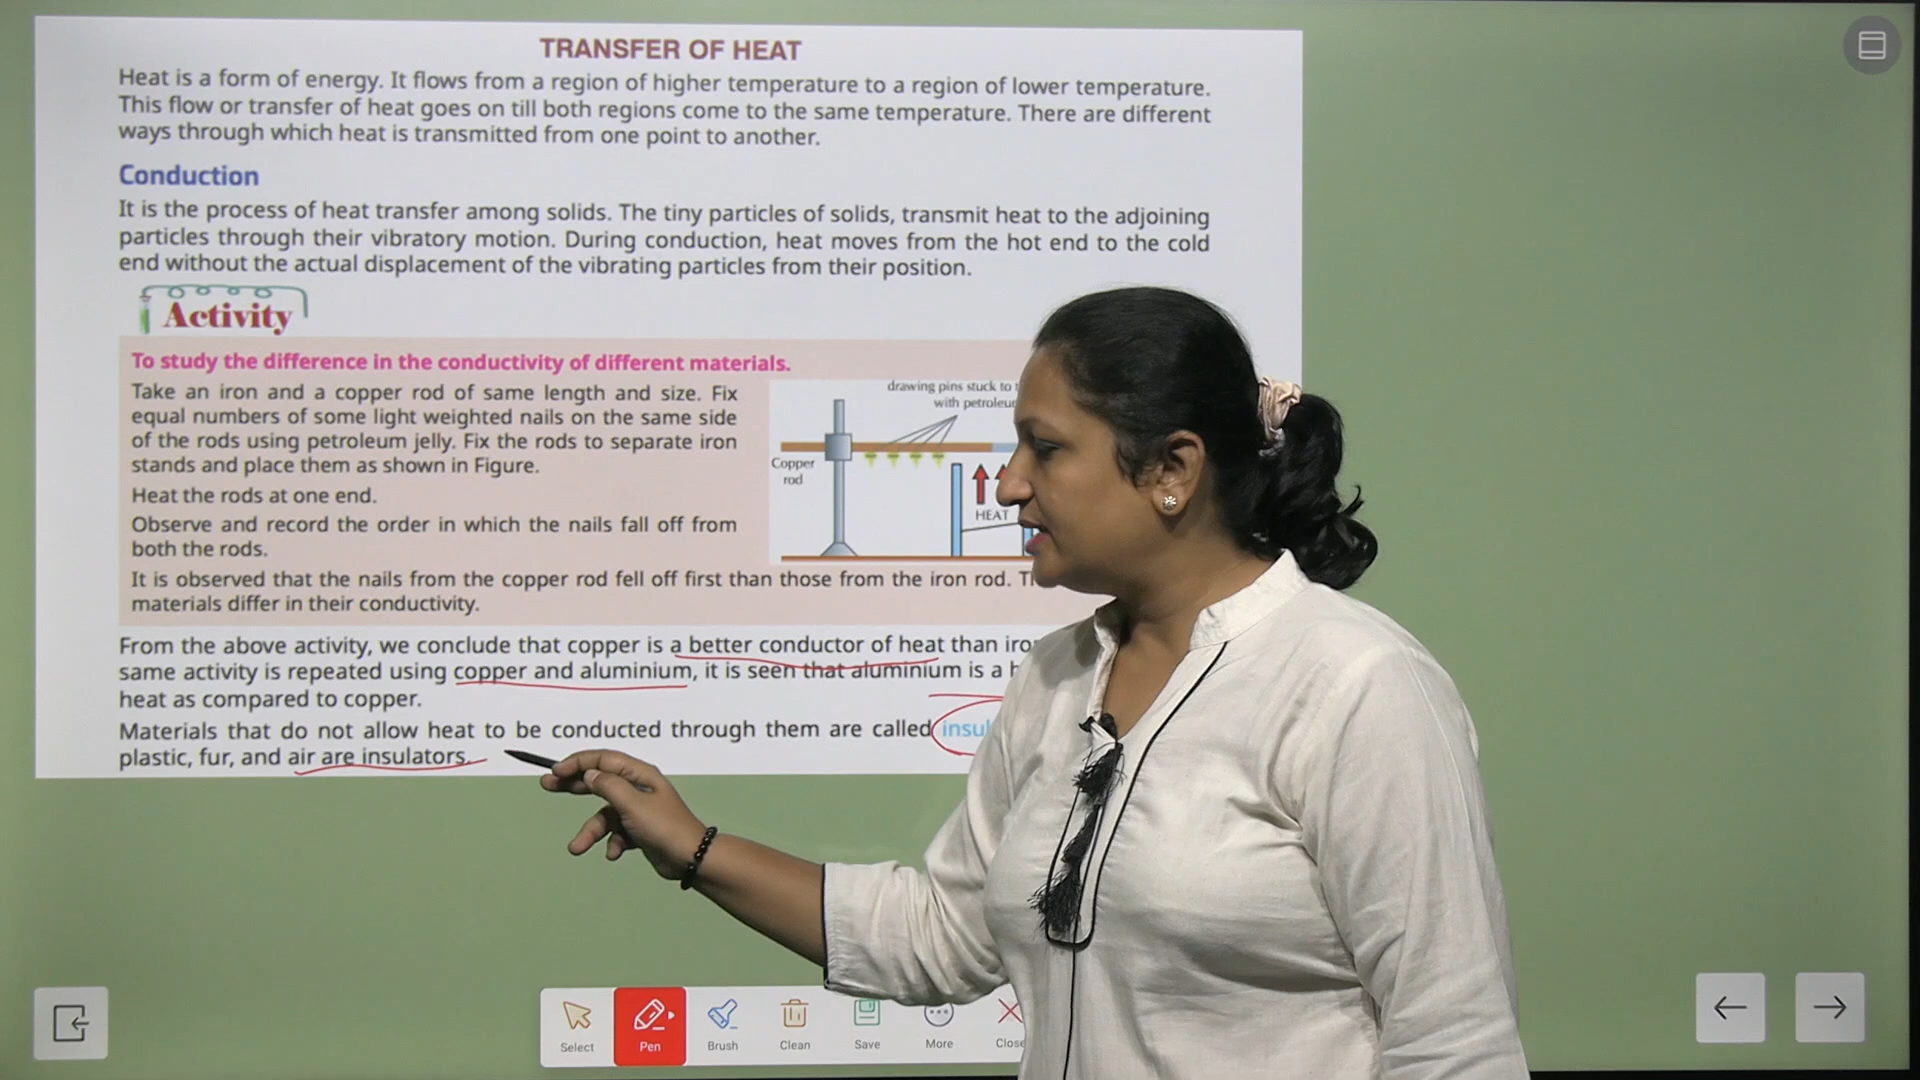 TRANSFER OF HEAT
Heat is a form of energy. It flows from a region of higher temperature to a region of lower temperature.
This flow or transfer of heat goes on till both regions come to the same temperature. There are different
ways through which heat is transmitted from one point to another.
Conduction
It is the process of heat transfer among solids. The tiny particles of solids, transmit heat to the adjoining
particles through their vibratory motion. During conduction, heat moves from the hot end to the cold
end without the actual displacement of the vibrating particles from their position.
Activity
To study the difference in the conductivity of different materials.
Take an iron and a copper rod of same length and size. Fix
equal numbers of some light weighted nails on the same side
of the rods using petroleum jelly. Fix the rods to separate iron
stands and place them as shown in Figure.
Heat the rods at one end.
Observe and record the order in which the nails fall off from
both the rods.
drawing pins stuck to
with
Copper
rod
HEAT
It is observed that the nails from the copper rod fell off first than those from the iron rod.
materials differ in their conductivity.
From the above activity, we conclude that copper is a better conductor of heat than
same activity is repeated using copper and aluminium, it is seen that aluminium is a
heat as compared to copper.
Materials that do not allow heat to be conducted through them are called
plastic, fur, and air are insulators.
Select
Pen
Brush
Clean
Save
More
Close